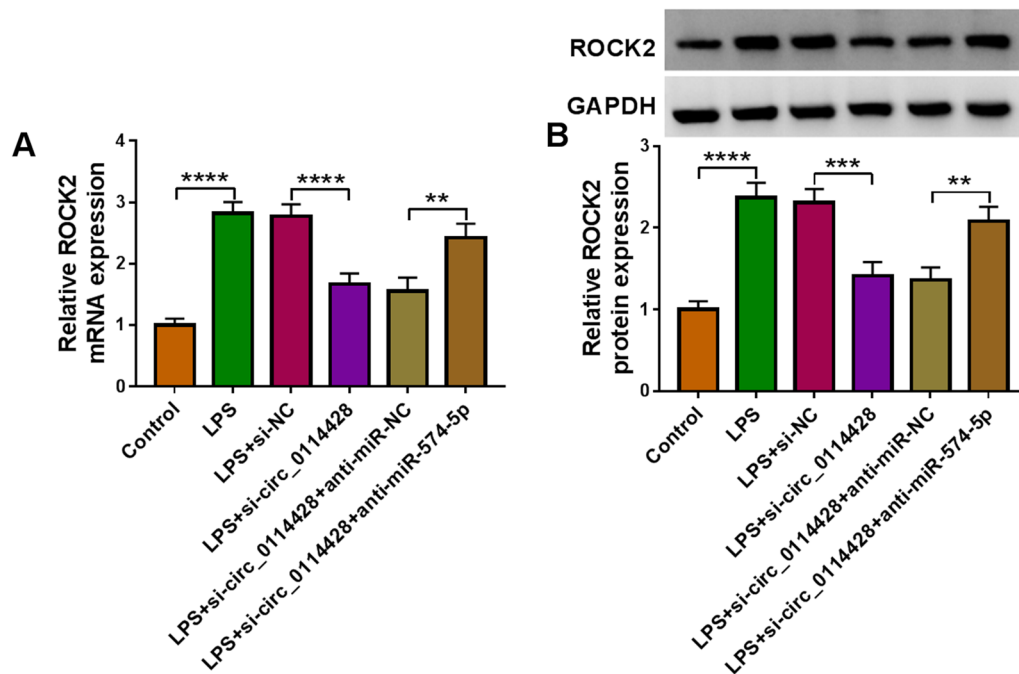 A
Relative ROCK2
mRNA expression
4
3
2
1
0
****
****
**
Control
LPS
LPS+si-NC
LPS+si-circ_0114428
LPS+si-circ_0114428+anti-miR-NC
LPS+si-circ_0114428+anti-miR-574-5p
ROCK2
GAPDH
B
Relative ROCK2
protein expression
3
2
1
0
****
***
**
Control
LPS
LPS+si-NC
LPS+si-circ_0114428
LPS+si-circ_0114428+anti-miR-NC
LPS+si-circ_0114428+anti-miR-574-5p